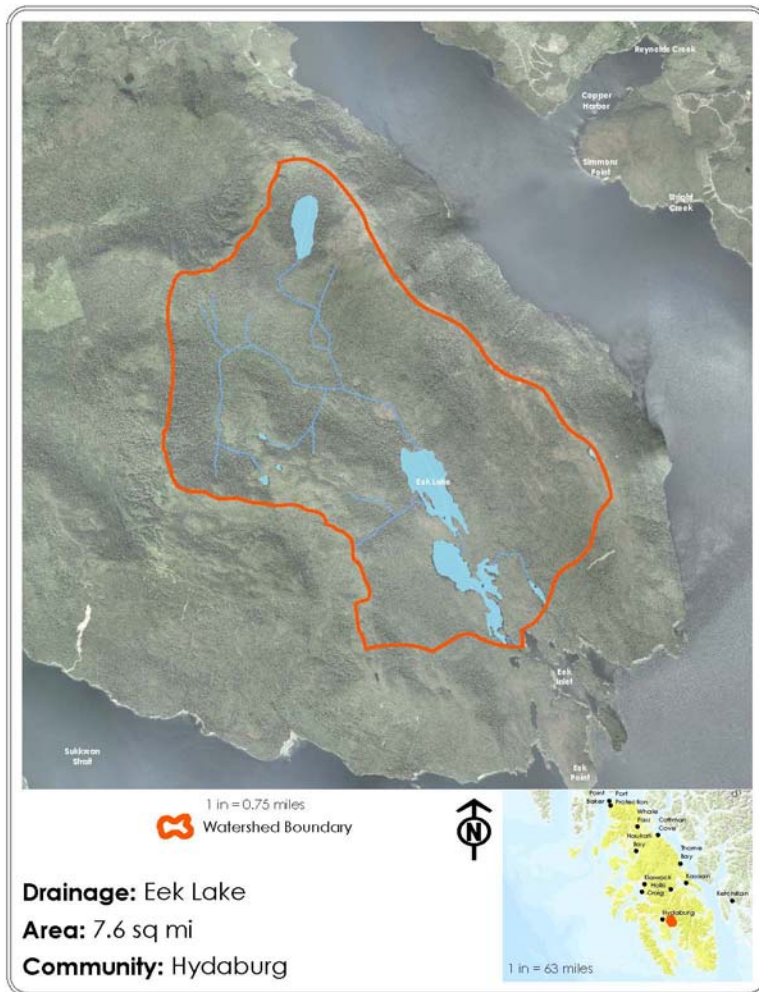 Reynolds Creek
Copper
Harbor
Simmons
Point
Bright
Creek
Eek Lake
Eek
Inlet
Sukkwan
Strait
Eek
Point
1 in = 0.75 miles
Watershed Boundary
N
Drainage: Eek Lake
Area: 7.6 sq mi
Community: Hydaburg
Point
Baker
Port
Protection
Whale
Pass
Coffman
Cove
Naukati
Bay
Thorne
Bay
Klawock
Hollis
Craig
Kasaan
Ketchikan
Hydaburg
1 in = 63 miles